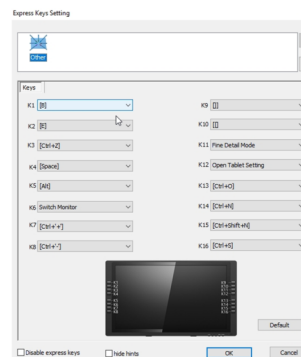 Express Keys Setting
Other
Keys
K1 [B]
K2 [E]
K3 [Ctrl+Z]
K4 [Space]
K5 [Alt]
K6 Switch Monitor
K7 [Ctrl+'+']
K8 [Ctrl+'-']
K9 []]
K10 [[]
K11 Fine Detail Mode
K12 Open Tablet Setting
K13 [Ctrl+O]
K14 [Ctrl+N]
K15 [Ctrl+Shift+N]
K16 [Ctrl+S]
Default
Disable express keys
hide hints
OK
Cancel